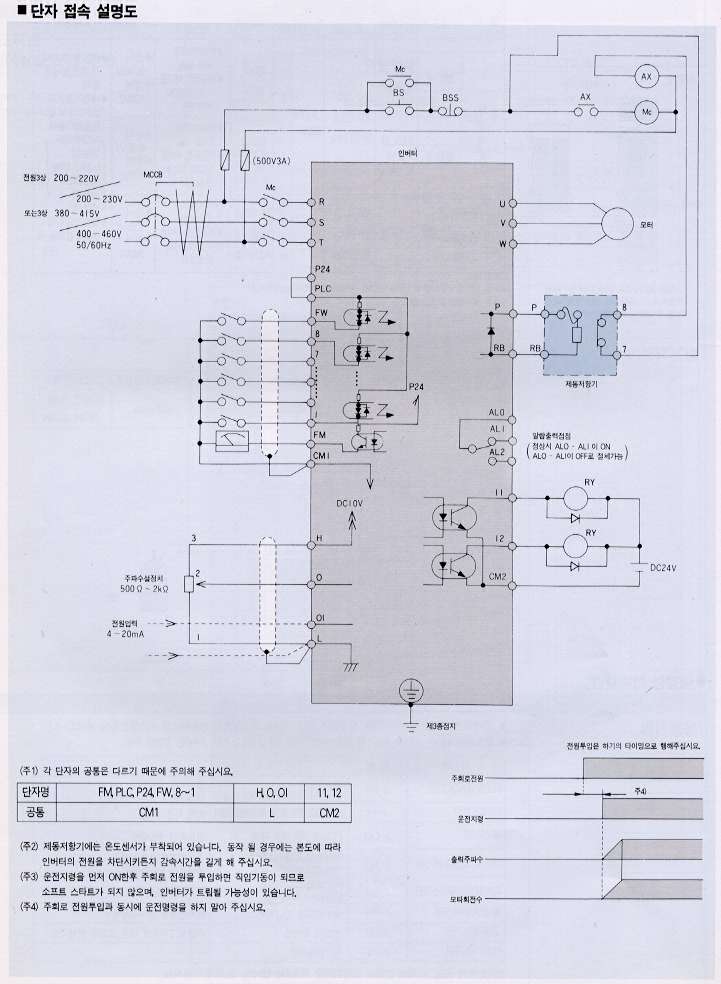 ■ 단자 접속 설명도
Mc
BS
BSS
AX
AX
Mc
(500V3A)
인버터
전원3상 200~220V
MCCB
200~230V
또는3상 380~415V
400~460V
50/60Hz
Mc
R
S
T
U
V
W
모터
P24
PLC
FW
8
7
P24
FM
CM1
P
P
8
RB
RB
7
제동저항기
AL0
AL1
AL2
알람출력접점
(정상시 ALO - AL1 이 ON
ALO - AL1이 OFF로 절체가능)
DC10V
11
RY
12
RY
CM2
DC24V
3
H
주파수설정치
500Ω~2kΩ
2
O
전원입력
4~20mA
OI
1
L
제3종접지
전원투입은 하기의 타이밍으로 행해주십시요.
주회로전원
주4)
운전지령
출력주파수
모타회전수
(주1) 각 단자의 공통은 다르기 때문에 주의해 주십시요.
단자명 FM, PLC, P24, FW, 8~1 H, O, OI 11, 12
공통 CM1 L CM2
(주2) 제동저항기에는 온도센서가 부착되어 있습니다. 동작 될 경우에는 본도에 따라
인버터의 전원을 차단시키든지 감속시간을 길게 해 주십시요.
(주3) 운전지령을 먼저 ON한후 주회로 전원을 투입하면 직입기동이 되므로
소프트 스타트가 되지 않으며, 인버터가 트립될 가능성이 있습니다.
(주4) 주회로 전원투입과 동시에 운전명령을 하지 말아 주십시요.